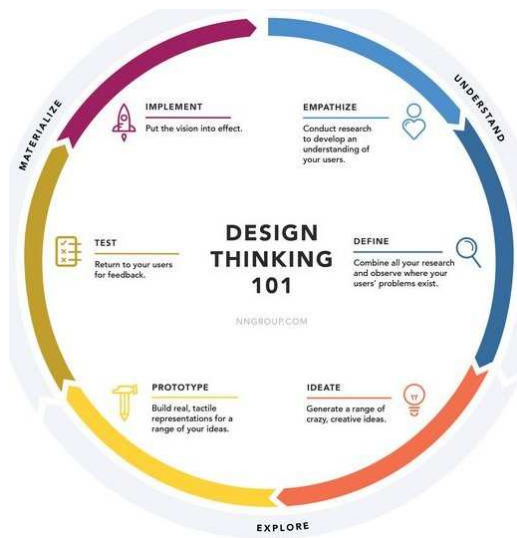 UNDERSTAND
EMPATHIZE
Conduct research
to develop an
understanding of
your users.
DEFINE
Combine all your research
and observe where your
users' problems exist.
EXPLORE
IDEATE
Generate a range of
crazy, creative ideas.
PROTOTYPE
Build real, tactile
representations for a
range of your ideas.
MATERIALIZE
TEST
Return to your users
for feedback.
IMPLEMENT
Put the vision into effect.
DESIGN
THINKING
101
NNGROUP.COM